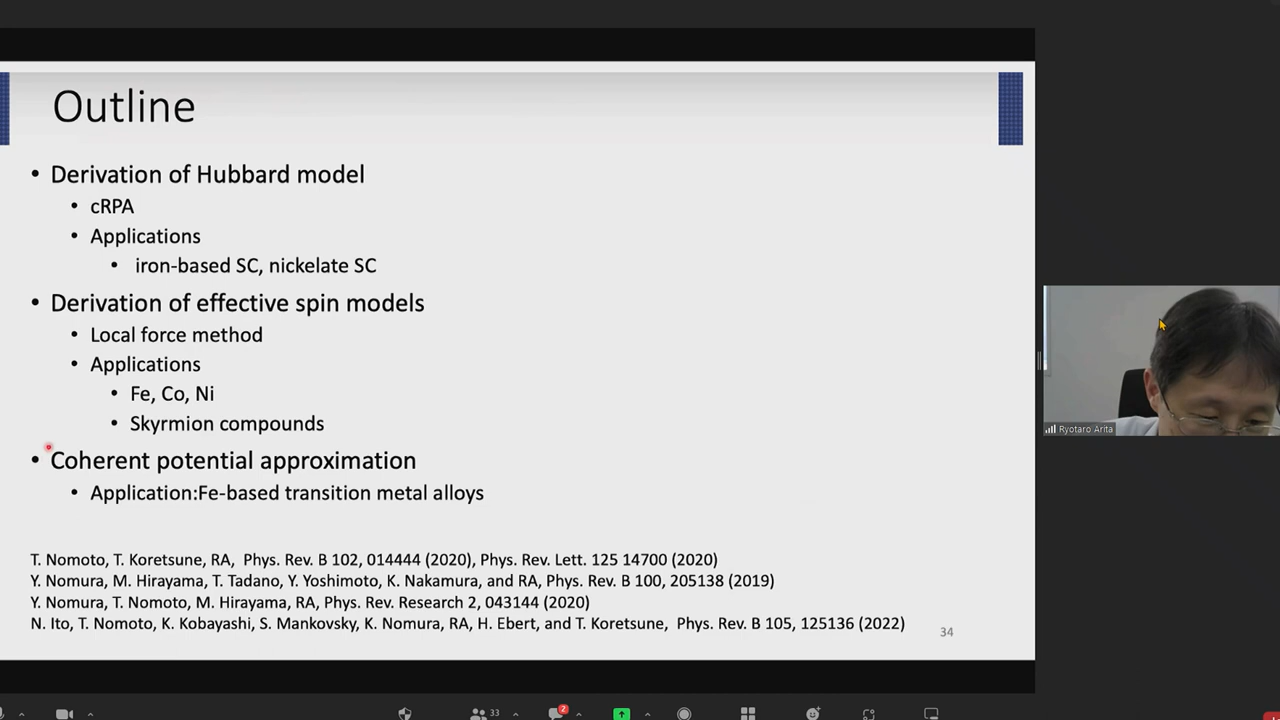 Outline
• Derivation of Hubbard model
• cRPA
• Applications
• iron-based SC, nickelate SC
• Derivation of effective spin models
• Local force method
• Applications
• Fe, Co, Ni
• Skyrmion compounds
• Coherent potential approximation
• Application:Fe-based transition metal alloys
T. Nomoto, T. Koretsune, RA, Phys. Rev. B 102, 014444 (2020), Phys. Rev. Lett. 125 14700 (2020)
Y. Nomura, M. Hirayama, T. Tadano, Y. Yoshimoto, K. Nakamura, and RA, Phys. Rev. B 100, 205138 (2019)
Y. Nomura, T. Nomoto, M. Hirayama, RA, Phys. Rev. Research 2, 043144 (2020)
N. Ito, T. Nomoto, K. Kobayashi, S. Mankovsky, K. Nomura, RA, H. Ebert, and T. Koretsune, Phys. Rev. B 105, 125136 (2022)
34
Ryotaro Arita
33
2